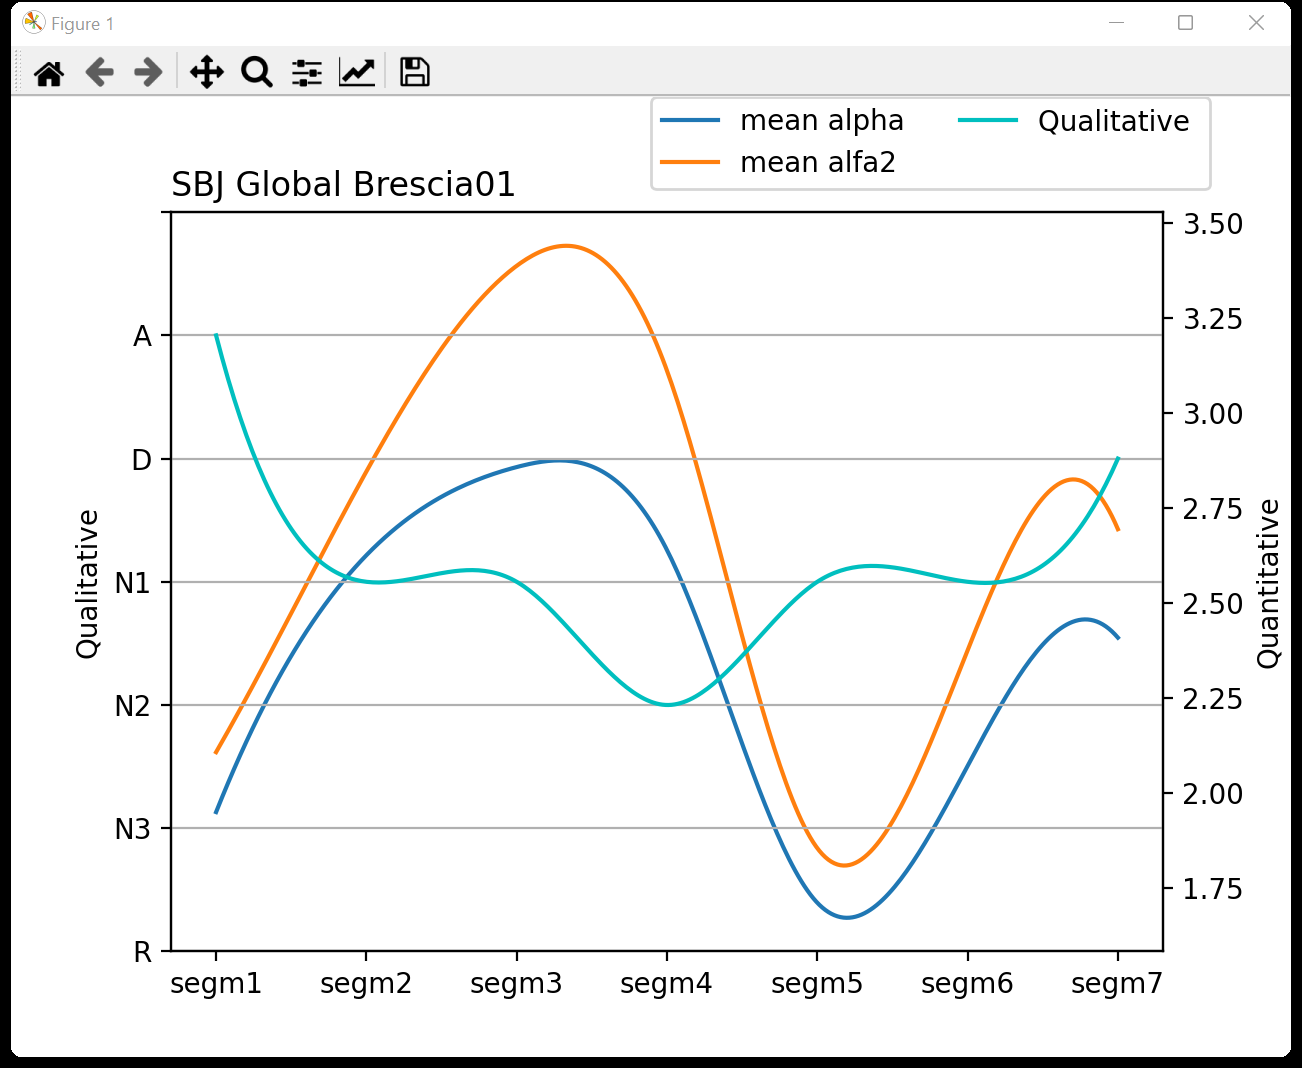 Figure 1
mean alpha
mean alfa2
Qualitative
SBJ Global Brescia01
Qualitative
A
D
N1
N2
N3
R
3.50
3.25
3.00
2.75
2.50
2.25
2.00
1.75
Quantitative
segm1 segm2 segm3 segm4 segm5 segm6 segm7